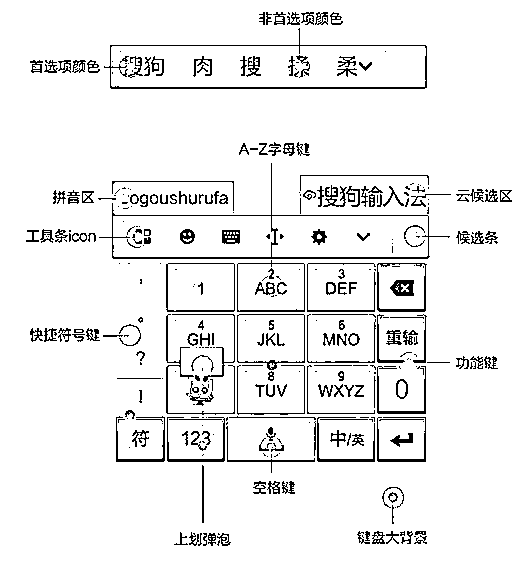 非首选项颜色
首选项颜色
搜狗 肉 搜 揉 柔
A-Z字母键
拼音区
sogoushurufa
搜狗输入法
云候选区
工具条icon
候选条
1
2
ABC
3
DEF
快捷符号键
。
?
!
4
GHI
5
JKL
6
MNO
重输
功能键
8
TUV
9
WXYZ
0
符
123
中/英
空格键
上划弹泡
键盘大背景